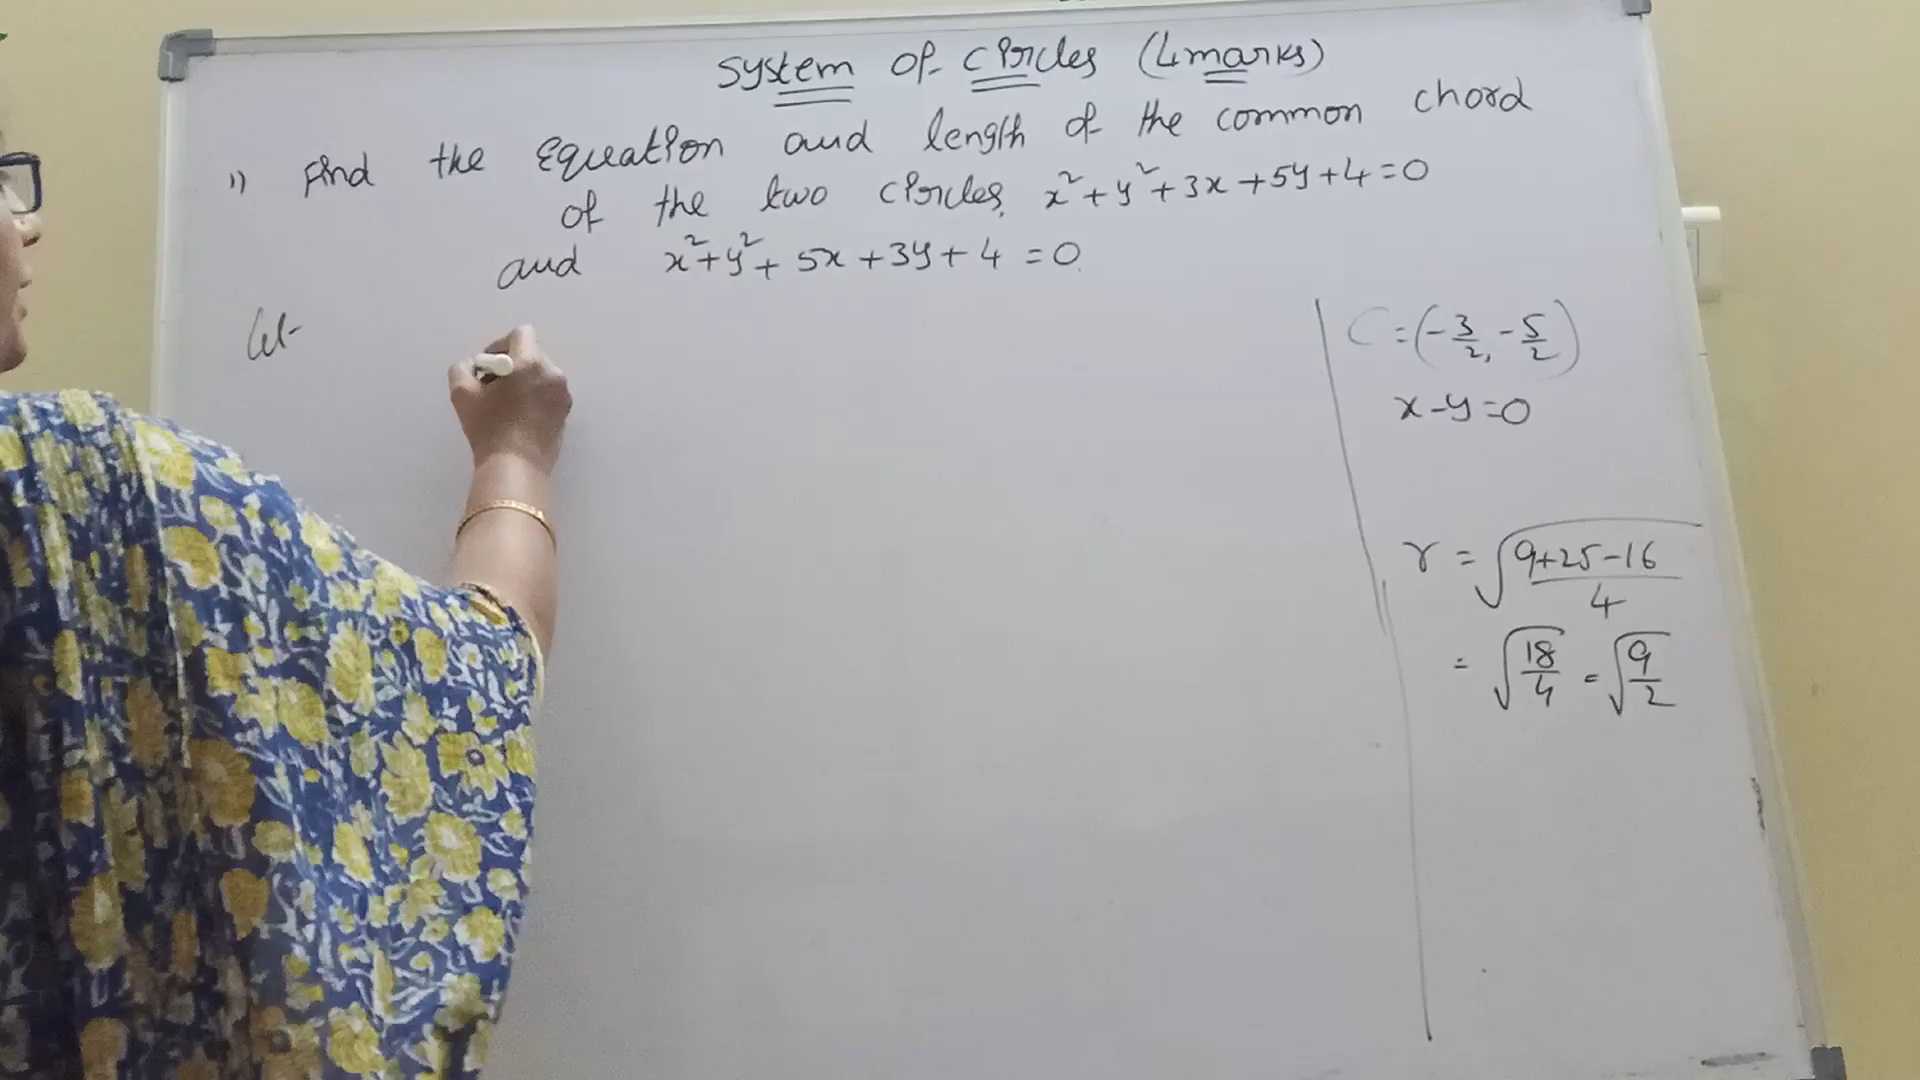 System of Circles (4marks)
1) Find the Equation and length of the common chord
of the two circles, x²+y²+3x+5y+4=0
and x²+y²+5x+3y+4=0.
Let
C=(-3/2, -5/2)
x-y=0
r = √(9+25-16/4)
= √(18/4) = √(9/2)